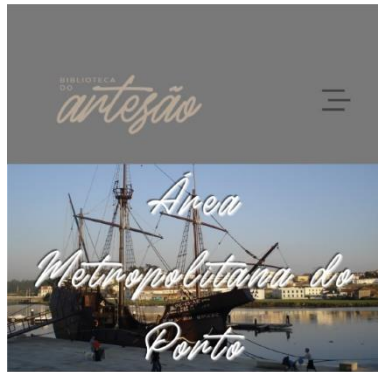 BIBLIOTECA
DO
artesão
Área
Metropolitana do
Porto